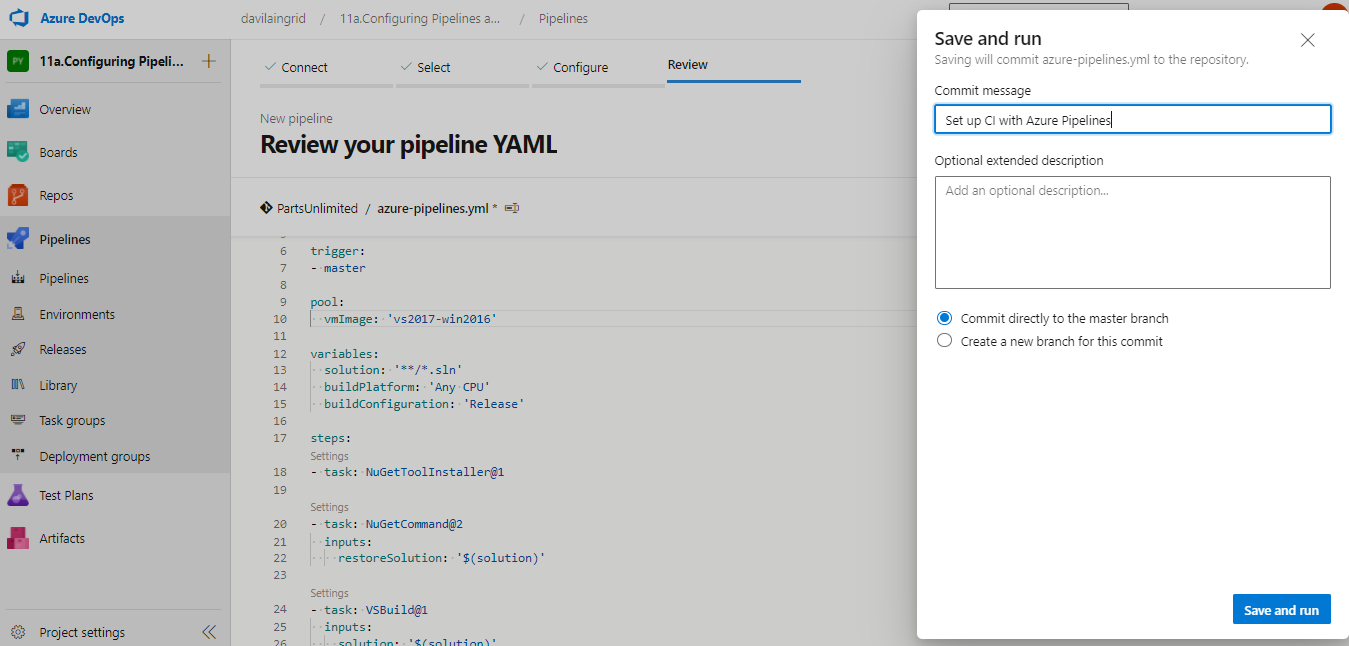 Azure DevOps
davilaingrid / 11a.Configuring Pipelines a... / Pipelines
PY 11a.Configuring Pipeli...
Overview
Boards
Repos
Pipelines
Pipelines
Environments
Releases
Library
Task groups
Deployment groups
Test Plans
Artifacts
Project settings
Connect
Select
Configure
Review
New pipeline
Review your pipeline YAML
PartsUnlimited / azure-pipelines.yml *
6 trigger:
7 - master
8
9 pool:
10 vmImage: 'vs2017-win2016'
11
12 variables:
13 solution: '**/*.sln'
14 buildPlatform: 'Any CPU'
15 buildConfiguration: 'Release'
16
17 steps:
Settings
18 - task: NuGetToolInstaller@1
19
Settings
20 - task: NuGetCommand@2
21 inputs:
22 restoreSolution: '$(solution)'
23
Settings
24 - task: VSBuild@1
25 inputs:
26 solution: '$(solution)'
Save and run
Saving will commit azure-pipelines.yml to the repository.
Commit message
Set up CI with Azure Pipelines
Optional extended description
Add an optional description...
Commit directly to the master branch
Create a new branch for this commit
Save and run